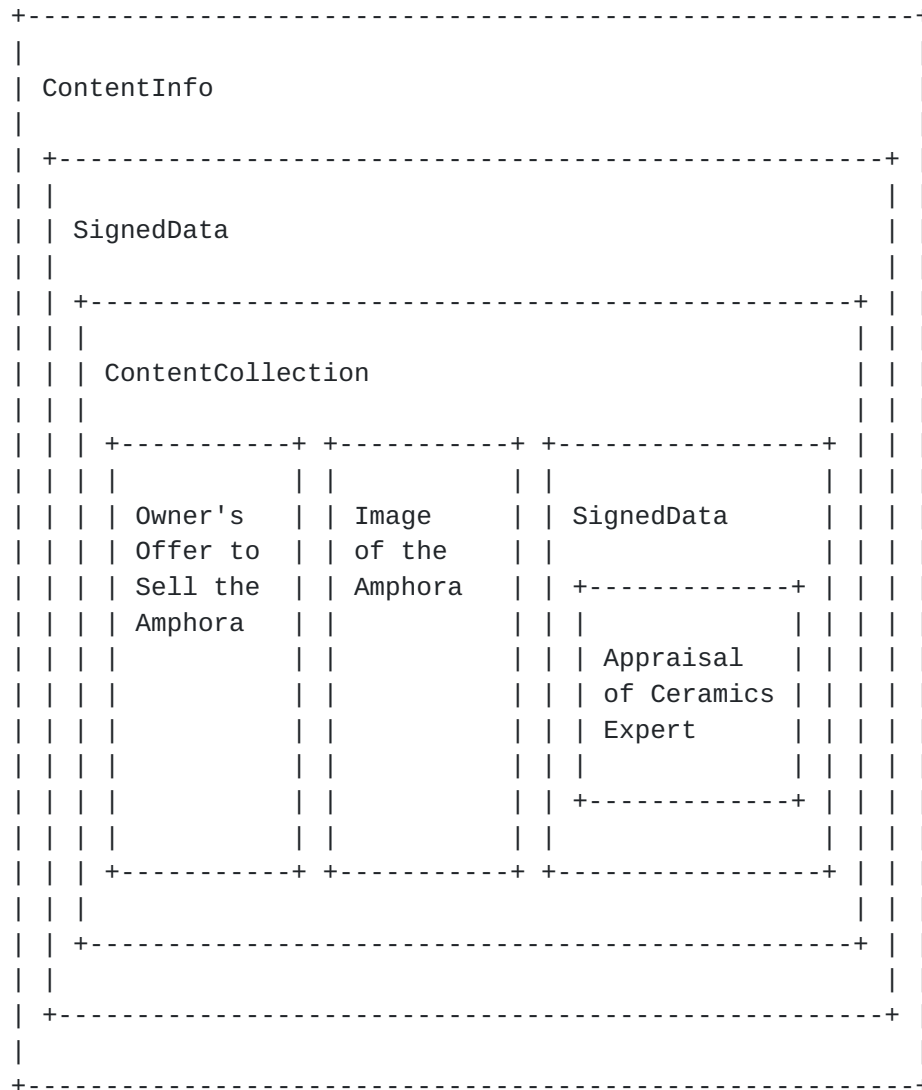 ContentInfo
SignedData
ContentCollection
Owner's Image SignedData
Offer to of the
Sell the Amphora
Amphora
Appraisal
of Ceramics
Expert